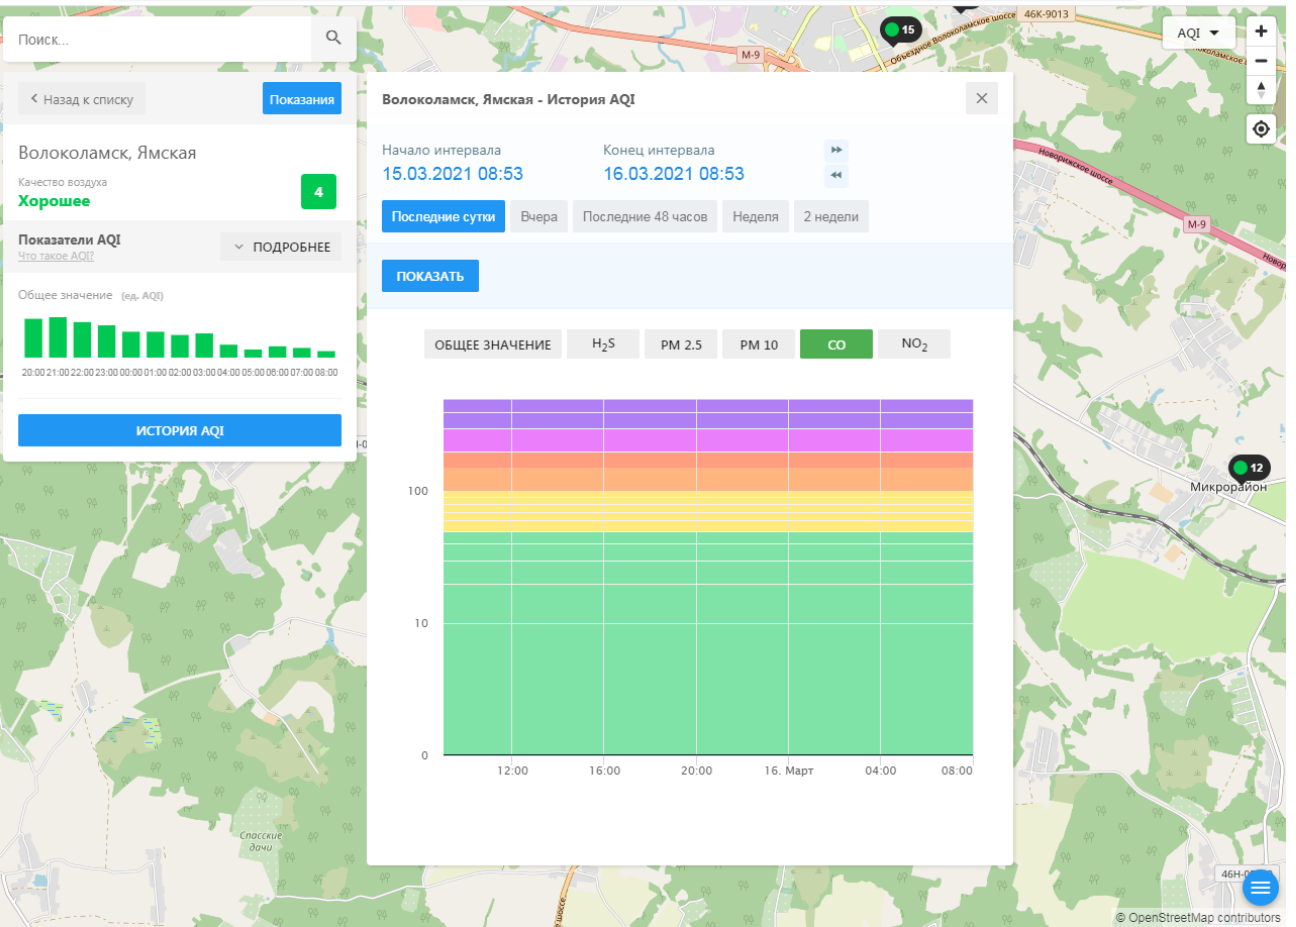 Поиск...
46К-9013
15
Объездное Волоколамское шоссе
М-9
AQI
Назад к списку
Показания
Волоколамск, Ямская
Качество воздуха
Хорошее
4
Показатели AQI
Что такое AQI?
ПОДРОБНЕЕ
Общее значение (ед. AQI)
20:00 21:00 22:00 23:00 00:00 01:00 02:00 03:00 04:00 05:00 06:00 07:00 08:00
ИСТОРИЯ AQI
Волоколамск, Ямская - История AQI
Начало интервала
15.03.2021 08:53
Конец интервала
16.03.2021 08:53
Последние сутки
Вчера
Последние 48 часов
Неделя
2 недели
ПОКАЗАТЬ
ОБЩЕЕ ЗНАЧЕНИЕ
H2S
PM 2.5
PM 10
CO
NO2
100
10
0
12:00 16:00 20:00 16. Март 04:00 08:00
Новорижское шоссе
М-9
12
Микрорайон
Спасские
дачи
© OpenStreetMap contributors